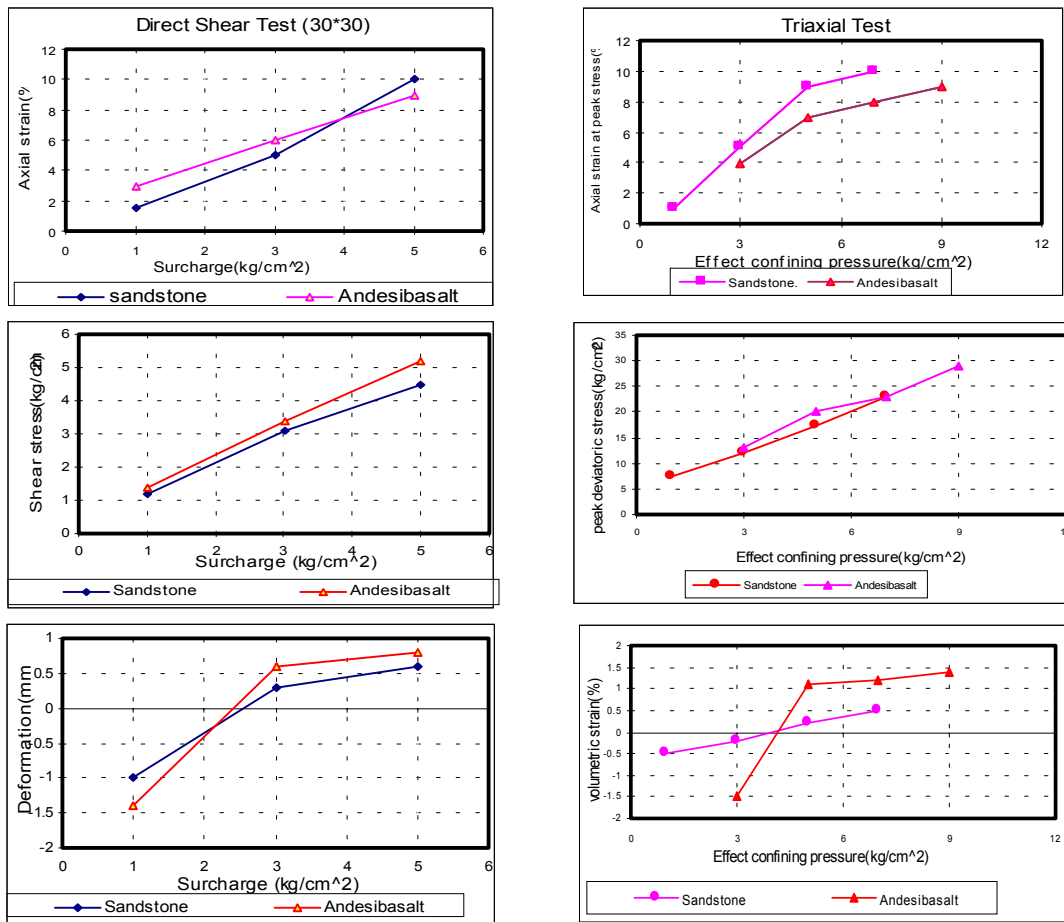 Direct Shear Test (30*30)
12
10
8
6
4
2
0
Axial strain(%
0 1 2 3 4 5 6
Surcharge(kg/cm^2)
sandstone Andesibasalt
Triaxial Test
12
10
8
6
4
2
0
Axial strain at peak stress(%
0 3 6 9 12
Effect confining pressure(kg/cm^2)
Sandstone. Andesibasalt
6
5
4
3
2
1
0
Shear stress(kg/cm2)
0 1 2 3 4 5 6
Surcharge (kg/cm^2)
Sandstone Andesibasalt
35
30
25
20
15
10
5
0
peak deviatoric stress(kg/cm2)
0 3 6 9 1
Effect confining pressure(kg/cm^2)
Sandstone Andesibasalt
1
0.5
0
-0.5
-1
-1.5
-2
Deformation(mm
0 1 2 3 4 5 6
Surcharge (kg/cm^2)
Sandstone Andesibasalt
2
1.5
1
0.5
0
-0.5
-1
-1.5
-2
volumetric strain(%)
0 3 6 9 12
Effect confining pressure(kg/cm^2)
Sandstone Andesibasalt